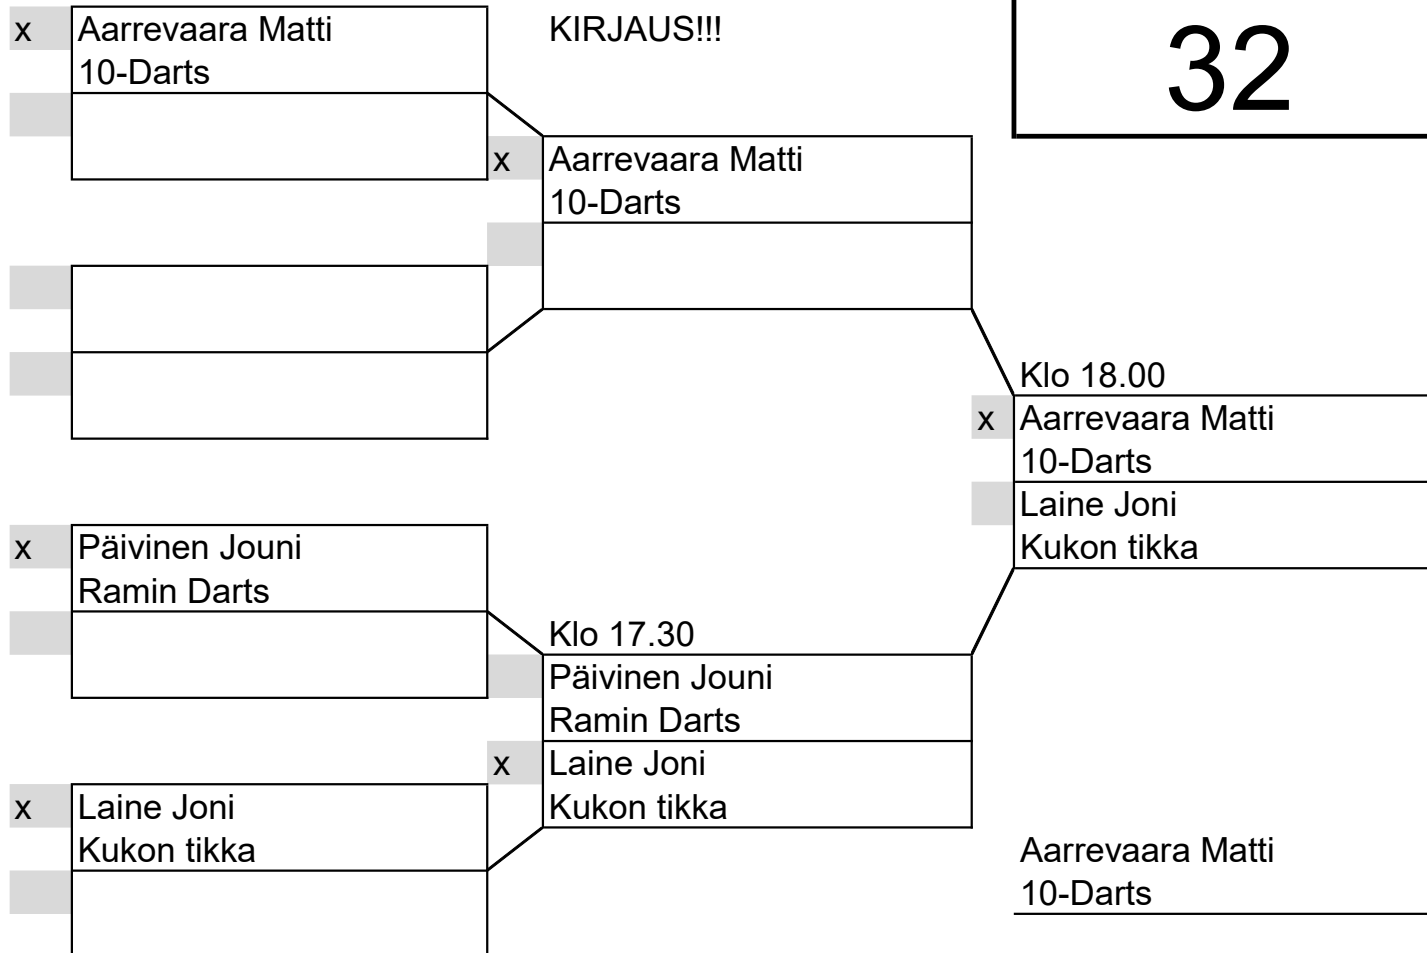 x Aarrevaara Matti
10-Darts
KIRJAUS!!!
32
x Aarrevaara Matti
10-Darts
Klo 18.00
x Aarrevaara Matti
10-Darts
Laine Joni
Kukon tikka
x Päivinen Jouni
Ramin Darts
Klo 17.30
Päivinen Jouni
Ramin Darts
x Laine Joni
Kukon tikka
x Laine Joni
Kukon tikka
Aarrevaara Matti
10-Darts